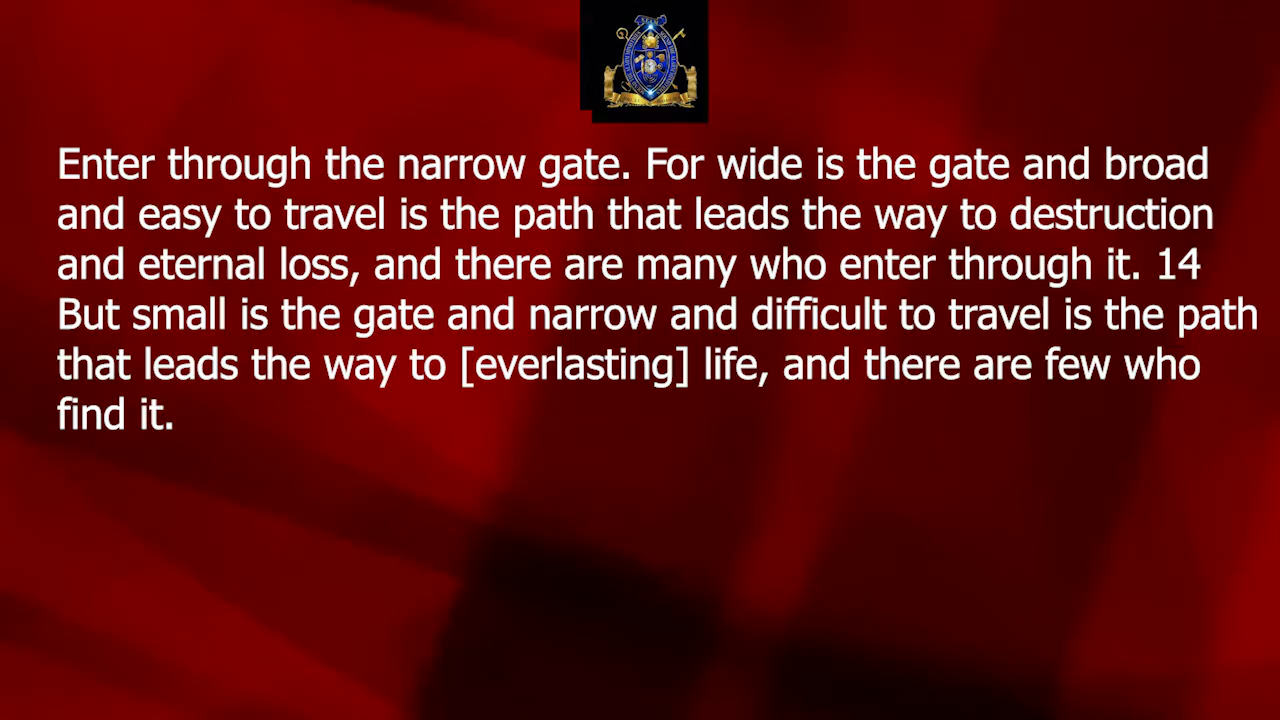 Enter through the narrow gate. For wide is the gate and broad
and easy to travel is the path that leads the way to destruction
and eternal loss, and there are many who enter through it. 14
But small is the gate and narrow and difficult to travel is the path
that leads the way to [everlasting] life, and there are few who
find it.